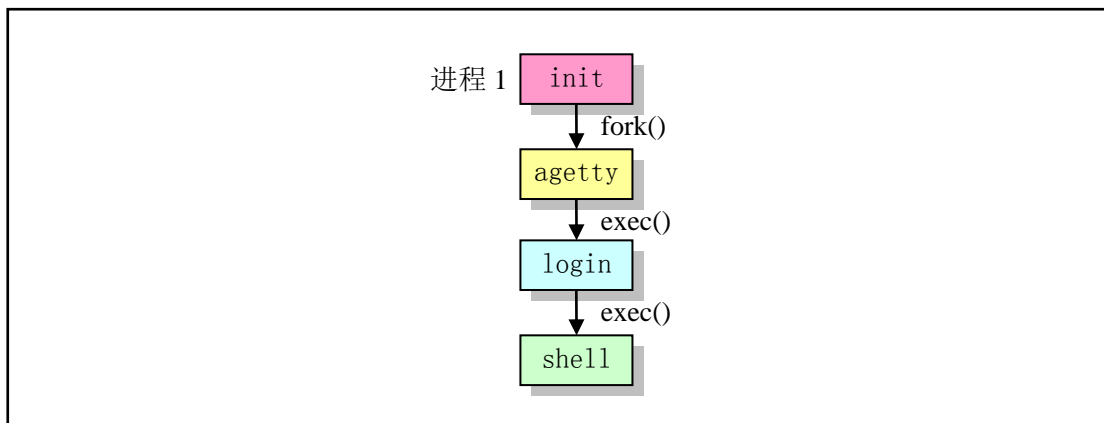 进程 1
init
fork()
agetty
exec()
login
exec()
shell